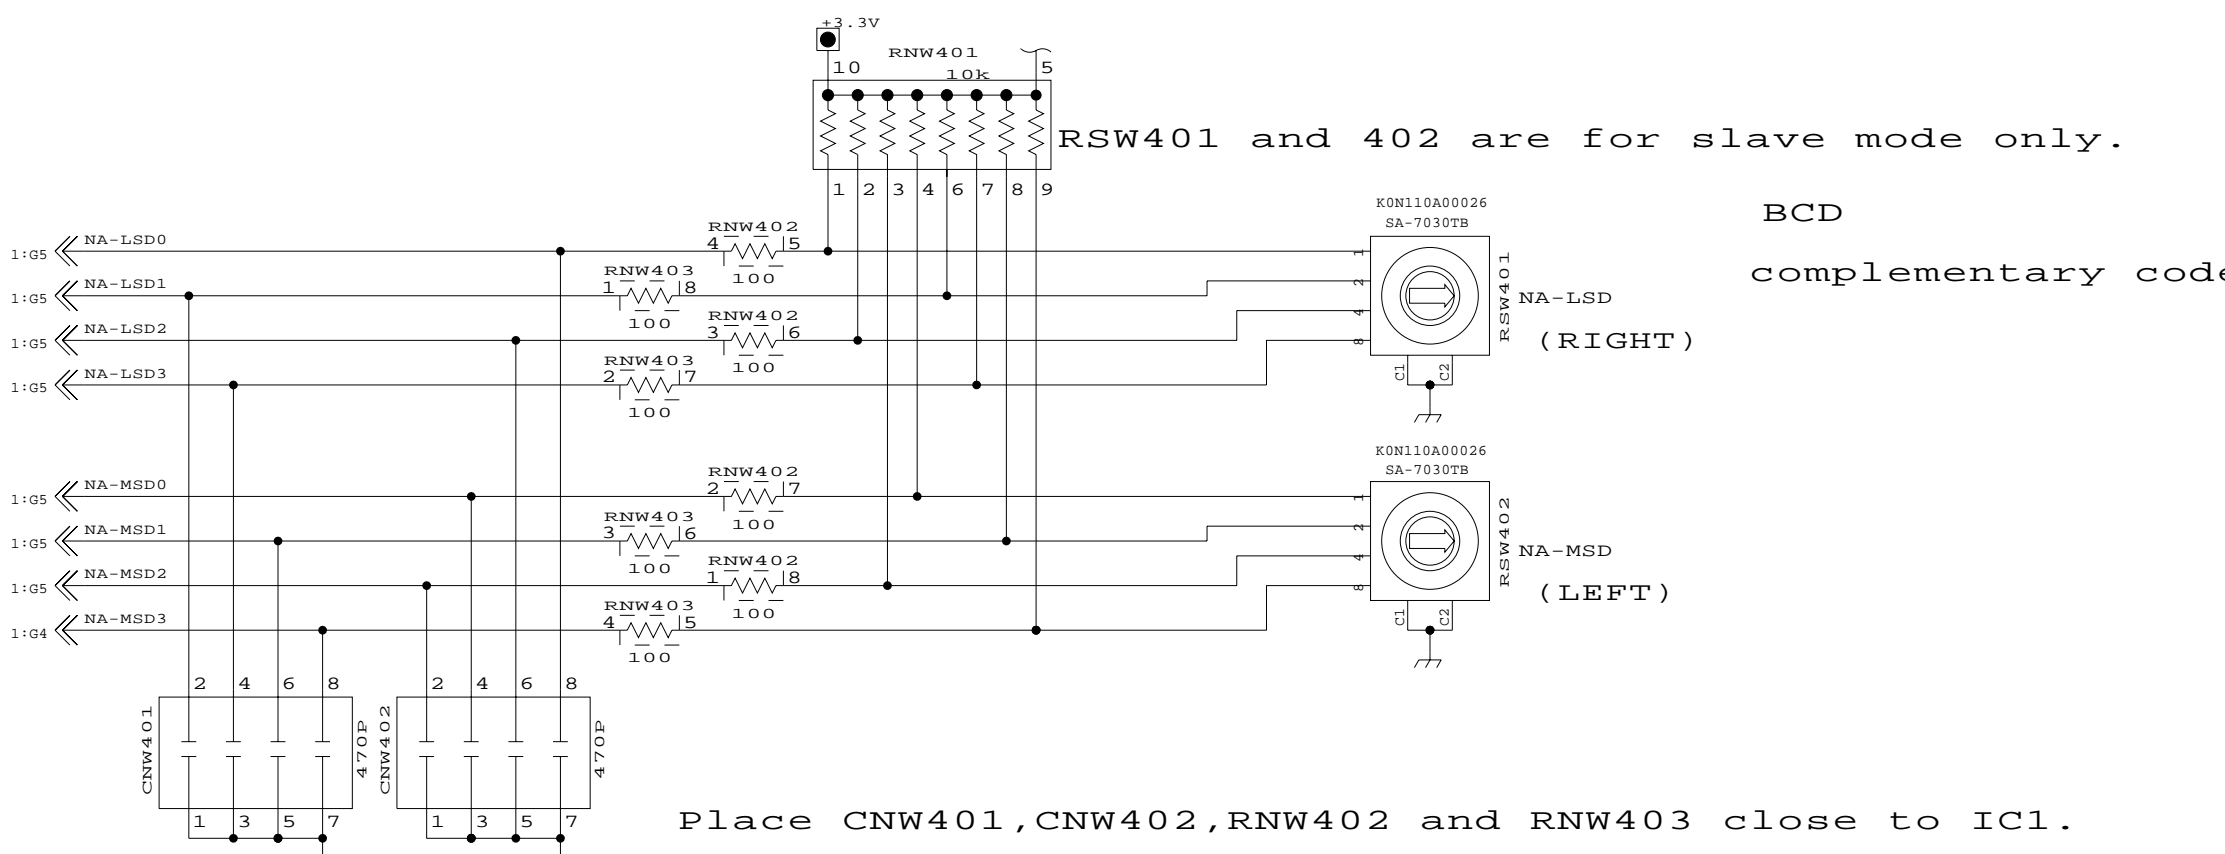 +3.3V
RNW401
10 10k 5
RSW401 and 402 are for slave mode only.
1 2 3 4 6 7 8 9
K0N110A00026
SA-7030TB
BCD
complementary code
1:G5 NA-LSD0 RNW402 4 5 100 1
1:G5 NA-LSD1 RNW403 1 8 100 2
1:G5 NA-LSD2 RNW402 3 6 100 4
1:G5 NA-LSD3 RNW403 2 7 100 8
RSW401
NA-LSD
(RIGHT)
C1 C2
K0N110A00026
SA-7030TB
1:G5 NA-MSD0 RNW402 2 7 100 1
1:G5 NA-MSD1 RNW403 3 6 100 2
1:G5 NA-MSD2 RNW402 1 8 100 4
1:G4 NA-MSD3 RNW403 4 5 100 8
RSW402
NA-MSD
(LEFT)
C1 C2
2 4 6 8 2 4 6 8
CNW401 470P CNW402 470P
1 3 5 7 1 3 5 7
Place CNW401,CNW402,RNW402 and RNW403 close to IC1.